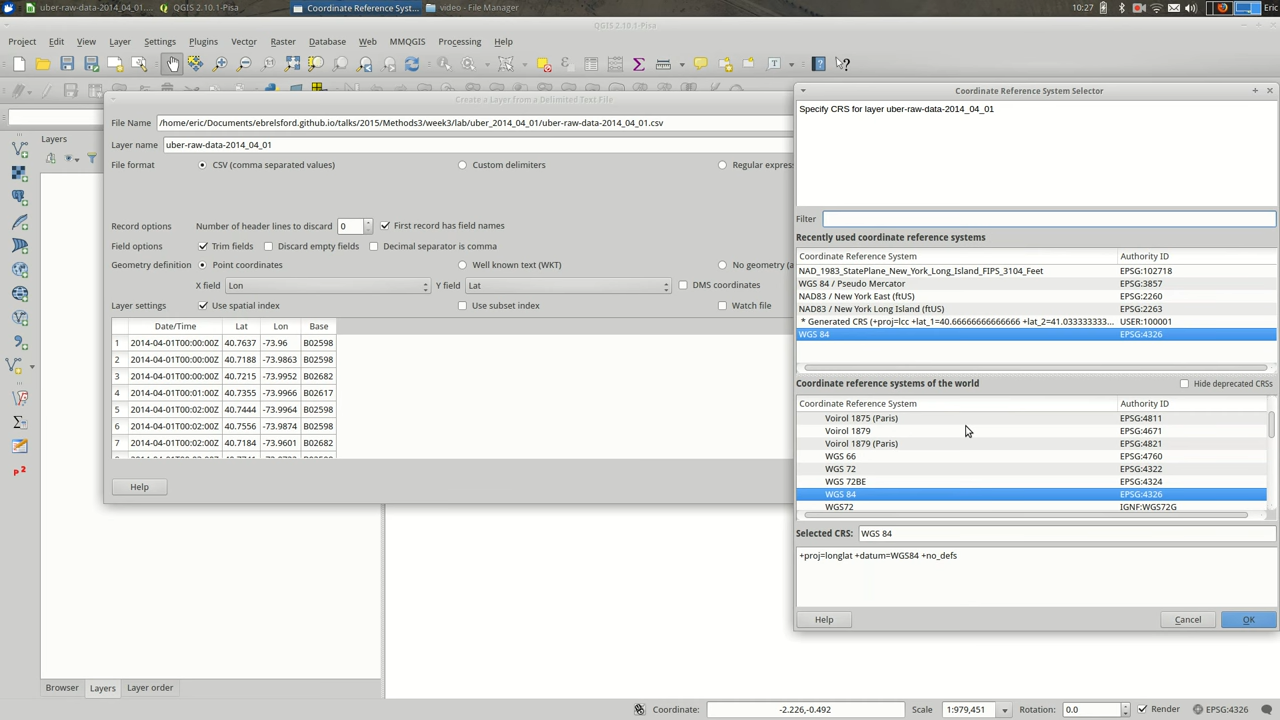 uber-raw-data-2014_04_01....
QGIS 2.10.1-Pisa
Coordinate Reference Syst...
video - File Manager
10:27
Eric
QGIS 2.10.1-Pisa
Project Edit View Layer Settings Plugins Vector Raster Database Web MMQGIS Processing Help
Create a Layer from a Delimited Text File
File Name /home/eric/Documents/ebrelsford.github.io/talks/2015/Methods3/week3/lab/uber_2014_04_01/uber-raw-data-2014_04_01.csv
Layer name uber-raw-data-2014_04_01
File format CSV (comma separated values) Custom delimiters Regular expres
Record options Number of header lines to discard 0 First record has field names
Field options Trim fields Discard empty fields Decimal separator is comma
Geometry definition Point coordinates Well known text (WKT) No geometry (a
X field Lon Y field Lat DMS coordinates
Layer settings Use spatial index Use subset index Watch file
Date/Time Lat Lon Base
1 2014-04-01T00:00:00Z 40.7637 -73.96 B02598
2 2014-04-01T00:00:00Z 40.7188 -73.9863 B02598
3 2014-04-01T00:00:00Z 40.7215 -73.9952 B02682
4 2014-04-01T00:01:00Z 40.7355 -73.9966 B02617
5 2014-04-01T00:02:00Z 40.7444 -73.9964 B02598
6 2014-04-01T00:02:00Z 40.7556 -73.9874 B02598
7 2014-04-01T00:02:00Z 40.7184 -73.9601 B02682
Help
Layers
Browser Layers Layer order
Coordinate Reference System Selector
Specify CRS for layer uber-raw-data-2014_04_01
Filter
Recently used coordinate reference systems
Coordinate Reference System Authority ID
NAD_1983_StatePlane_New_York_Long_Island_FIPS_3104_Feet EPSG:102718
WGS 84 / Pseudo Mercator EPSG:3857
NAD83 / New York East (ftUS) EPSG:2260
NAD83 / New York Long Island (ftUS) EPSG:2263
* Generated CRS (+proj=lcc +lat_1=40.66666666666666 +lat_2=41.033333333... USER:100001
WGS 84 EPSG:4326
Coordinate reference systems of the world Hide deprecated CRSs
Coordinate Reference System Authority ID
Voirol 1875 (Paris) EPSG:4811
Voirol 1879 EPSG:4671
Voirol 1879 (Paris) EPSG:4821
WGS 66 EPSG:4760
WGS 72 EPSG:4322
WGS 72BE EPSG:4324
WGS 84 EPSG:4326
WGS72 IGNF:WGS72G
Selected CRS: WGS 84
+proj=longlat +datum=WGS84 +no_defs
Help Cancel OK
Coordinate: -2.226,-0.492 Scale 1:979,451 Rotation: 0.0 Render EPSG:4326